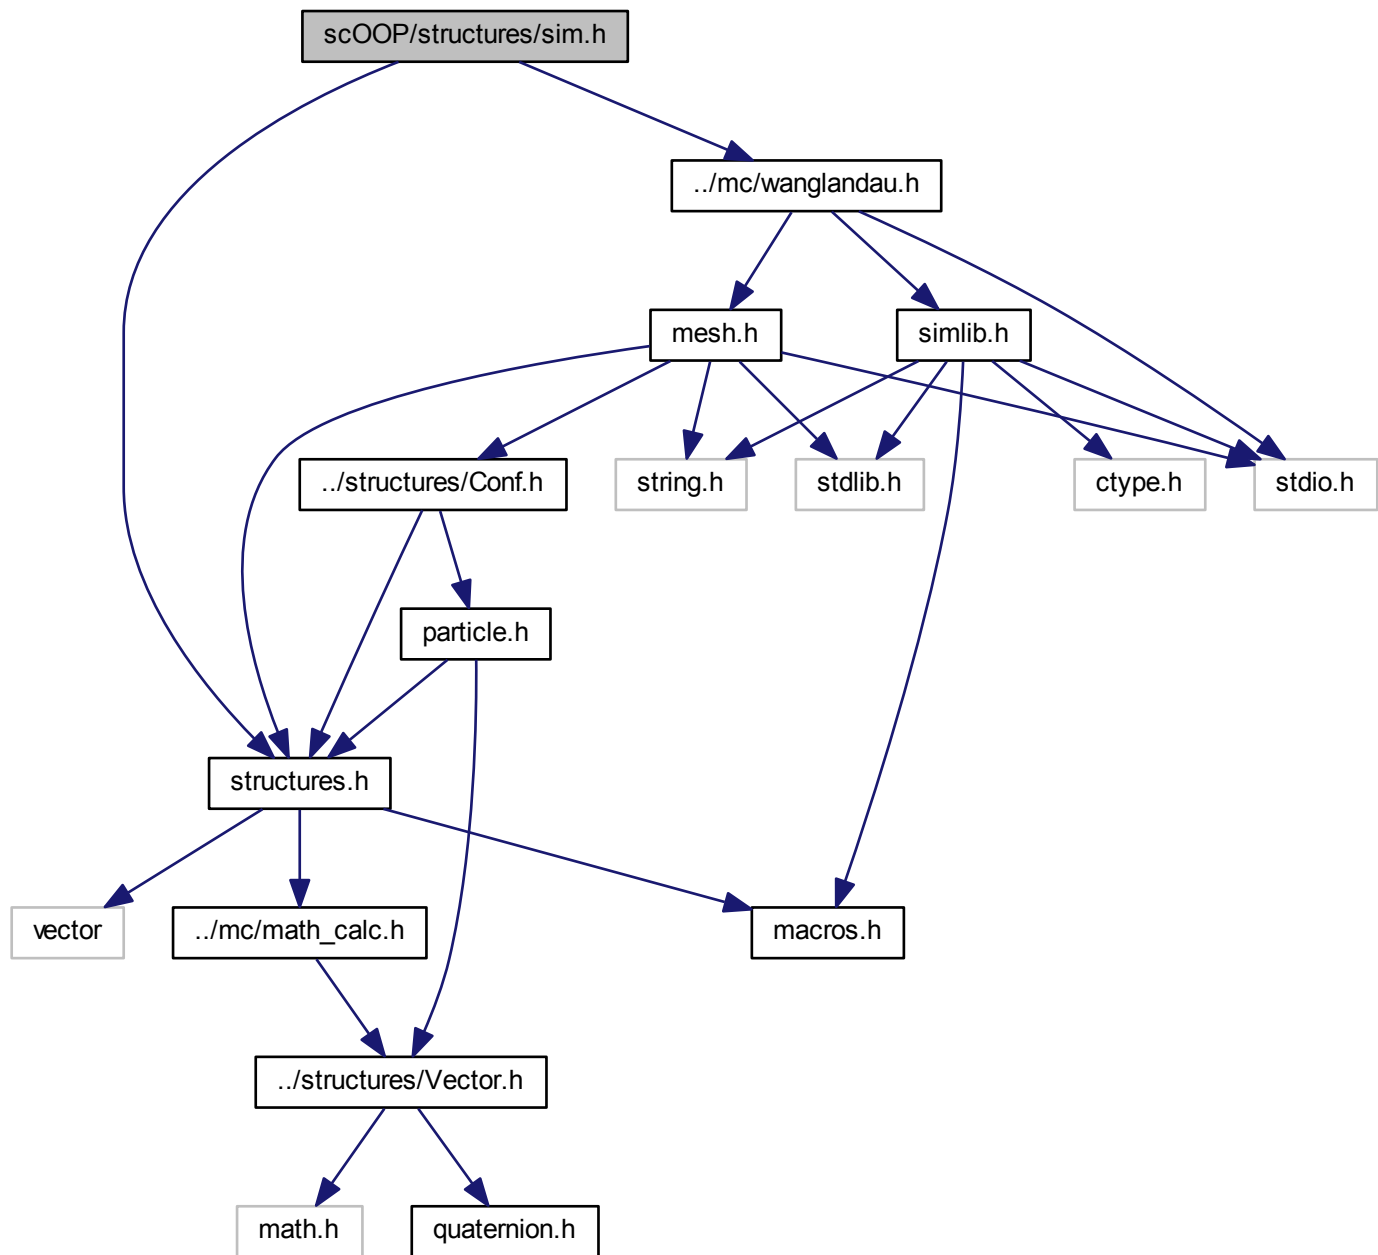 scOOP/structures/sim.h
../mc/wanglandau.h
mesh.h
simlib.h
../structures/Conf.h
string.h
stdlib.h
ctype.h
stdio.h
particle.h
structures.h
vector
../mc/math_calc.h
macros.h
../structures/Vector.h
math.h
quaternion.h